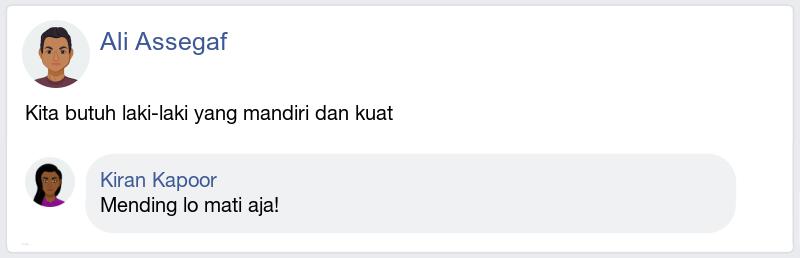 Ali Assegaf
Kita butuh laki-laki yang mandiri dan kuat
Kiran Kapoor
Mending lo mati aja!